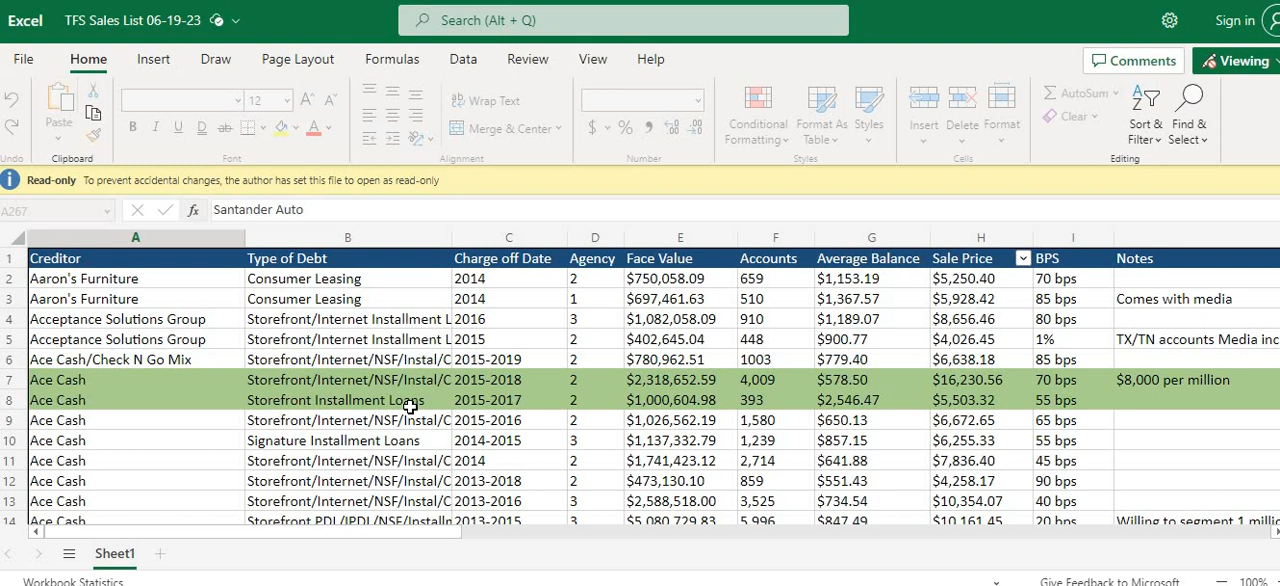 Excel TFS Sales List 06-19-23 Search (Alt + Q) Sign in
File Home Insert Draw Page Layout Formulas Data Review View Help Comments Viewing
12 Wrap Text AutoSum
Paste Merge & Center Conditional Formatting Format As Table Styles Insert Delete Format Clear Sort & Filter Find & Select
Undo Clipboard Font Alignment Number Styles Cells Editing
Read-only To prevent accidental changes, the author has set this file to open as read-only
A267 fx Santander Auto
A B C D E F G H I
1 Creditor Type of Debt Charge off Date Agency Face Value Accounts Average Balance Sale Price BPS Notes
2 Aaron's Furniture Consumer Leasing 2014 2 $750,058.09 659 $1,153.19 $5,250.40 70 bps
3 Aaron's Furniture Consumer Leasing 2014 1 $697,461.63 510 $1,367.57 $5,928.42 85 bps Comes with media
4 Acceptance Solutions Group Storefront/Internet Installment L 2016 3 $1,082,058.09 910 $1,189.07 $8,656.46 80 bps
5 Acceptance Solutions Group Storefront/Internet Installment L 2015 2 $402,645.04 448 $900.77 $4,026.45 1% TX/TN accounts Media inc
6 Ace Cash/Check N Go Mix Storefront/Internet/NSF/Instal/C 2015-2019 2 $780,962.51 1003 $779.40 $6,638.18 85 bps
7 Ace Cash Storefront/Internet/NSF/Instal/C 2015-2018 2 $2,318,652.59 4,009 $578.50 $16,230.56 70 bps $8,000 per million
8 Ace Cash Storefront Installment Loans 2015-2017 2 $1,000,604.98 393 $2,546.47 $5,503.32 55 bps
9 Ace Cash Storefront/Internet/NSF/Instal/C 2015-2016 2 $1,026,562.19 1,580 $650.13 $6,672.65 65 bps
10 Ace Cash Signature Installment Loans 2014-2015 3 $1,137,332.79 1,239 $857.15 $6,255.33 55 bps
11 Ace Cash Storefront/Internet/NSF/Instal/C 2014 2 $1,741,423.12 2,714 $641.88 $7,836.40 45 bps
12 Ace Cash Storefront/Internet/NSF/Instal/C 2013-2018 2 $473,130.10 859 $551.43 $4,258.17 90 bps
13 Ace Cash Storefront/Internet/NSF/Instal/C 2013-2016 3 $2,588,518.00 3,525 $734.54 $10,354.07 40 bps
14 Ace Cash Storefront PDL/IPDL/NSF/Installn 2013-2015 3 $5,080,729.83 5,996 $847.49 $10,161.45 20 bps Willing to segment 1 millio
Sheet1
Workbook Statistics Give Feedback to Microsoft 100%